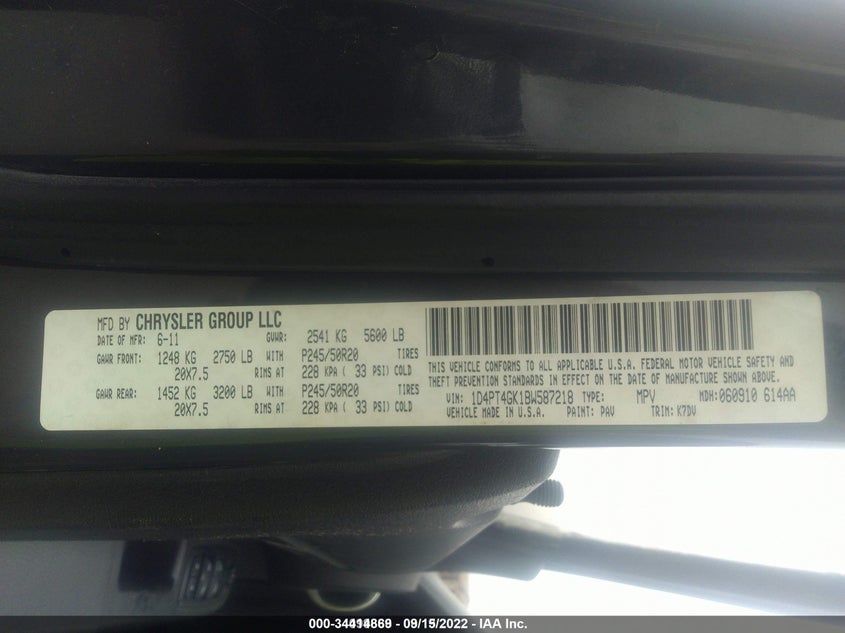 MFD BY CHRYSLER GROUP LLC
DATE OF MFR: 6-11 GVWR: 2541 KG 5600 LB
GAWR FRONT: 1248 KG 2750 LB WITH P245/50R20 TIRES
20X7.5 RIMS AT 228 KPA ( 33 PSI) COLD
GAWR REAR: 1452 KG 3200 LB WITH P245/50R20 TIRES
20X7.5 RIMS AT 228 KPA ( 33 PSI) COLD
THIS VEHICLE CONFORMS TO ALL APPLICABLE U.S.A. FEDERAL MOTOR VEHICLE SAFETY AND
THEFT PREVENTION STANDARDS IN EFFECT ON THE DATE OF MANUFACTURE SHOWN ABOVE.
VIN: 1D4PT4GK1BW587218 TYPE: MPV MDH: 060910 614AA
VEHICLE MADE IN U.S.A. PAINT: PAV TRIM: K7DV
• 09/15/2022 - IAA Inc.